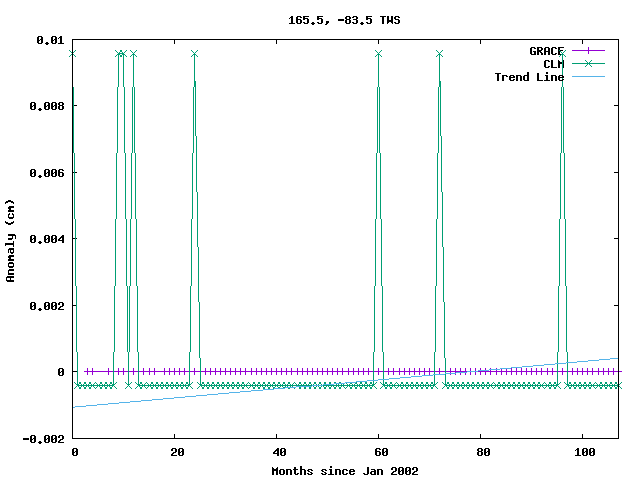 165.5, -83.5 TWS
GRACE
CLM
Trend Line
0.01
0.008
0.006
0.004
0.002
0
-0.002
Anomaly (cm)
0 20 40 60 80 100
Months since Jan 2002